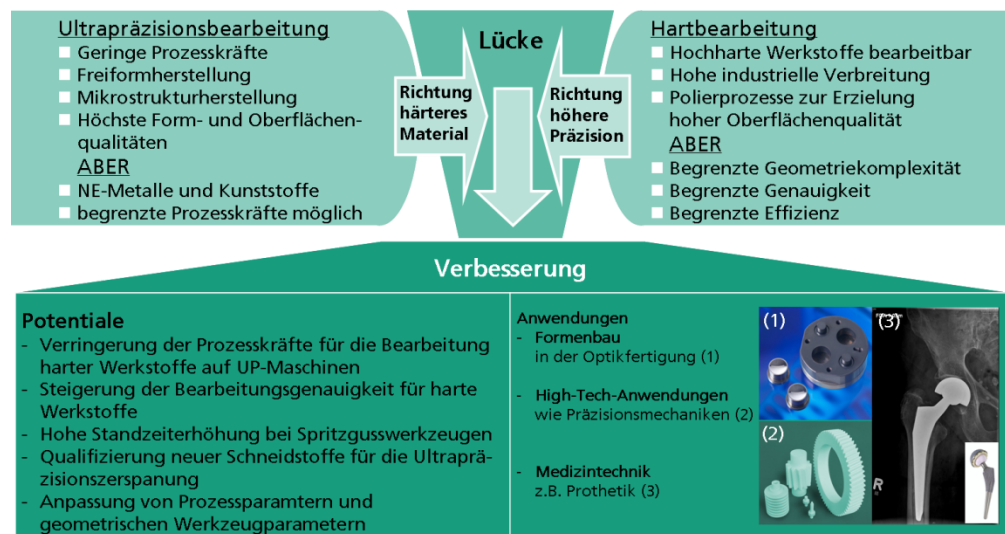 Ultrapräzisionsbearbeitung
Geringe Prozesskräfte
Freiformherstellung
Mikrostrukturherstellung
Höchste Form- und Oberflächen-
qualitäten
ABER
NE-Metalle und Kunststoffe
begrenzte Prozesskräfte möglich
Lücke
Richtung
härteres
Material
Richtung
höhere
Präzision
Hartbearbeitung
Hochharte Werkstoffe bearbeitbar
Hohe industrielle Verbreitung
Polierprozesse zur Erzielung
hoher Oberflächenqualität
ABER
Begrenzte Geometriekomplexität
Begrenzte Genauigkeit
Begrenzte Effizienz
Verbesserung
Potentiale
- Verringerung der Prozesskräfte für die Bearbeitung
harter Werkstoffe auf UP-Maschinen
- Steigerung der Bearbeitungsgenauigkeit für harte
Werkstoffe
- Hohe Standzeiterhöhung bei Spritzgusswerkzeugen
- Qualifizierung neuer Schneidstoffe für die Ultraprä-
zisionszerspanung
- Anpassung von Prozessparamtern und
geometrischen Werkzeugparametern
Anwendungen
- Formenbau
in der Optikfertigung (1)
- High-Tech-Anwendungen
wie Präzisionsmechaniken (2)
- Medizintechnik
z.B. Prothetik (3)
(1)
(2)
(3)
R